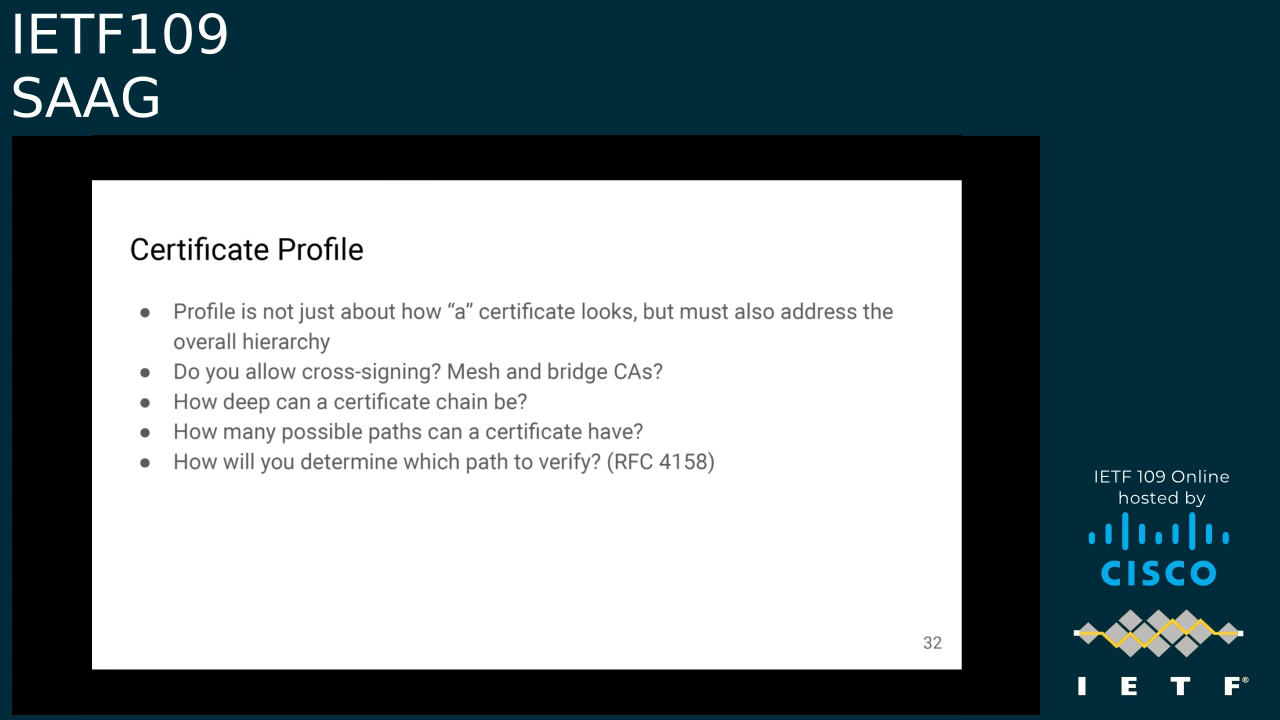 IETF109
SAAG
Certificate Profile
● Profile is not just about how “a” certificate looks, but must also address the
overall hierarchy
● Do you allow cross-signing? Mesh and bridge CAs?
● How deep can a certificate chain be?
● How many possible paths can a certificate have?
● How will you determine which path to verify? (RFC 4158)
32
IETF 109 Online
hosted by
CISCO
I E T F®